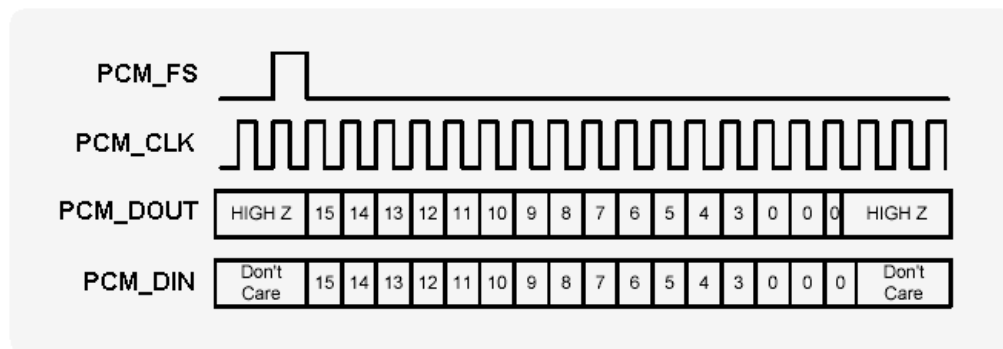 PCM_FS
PCM_CLK
PCM_DOUT HIGH Z 15 14 13 12 11 10 9 8 7 6 5 4 3 0 0 0 HIGH Z
PCM_DIN Don't Care 15 14 13 12 11 10 9 8 7 6 5 4 3 0 0 0 Don't Care